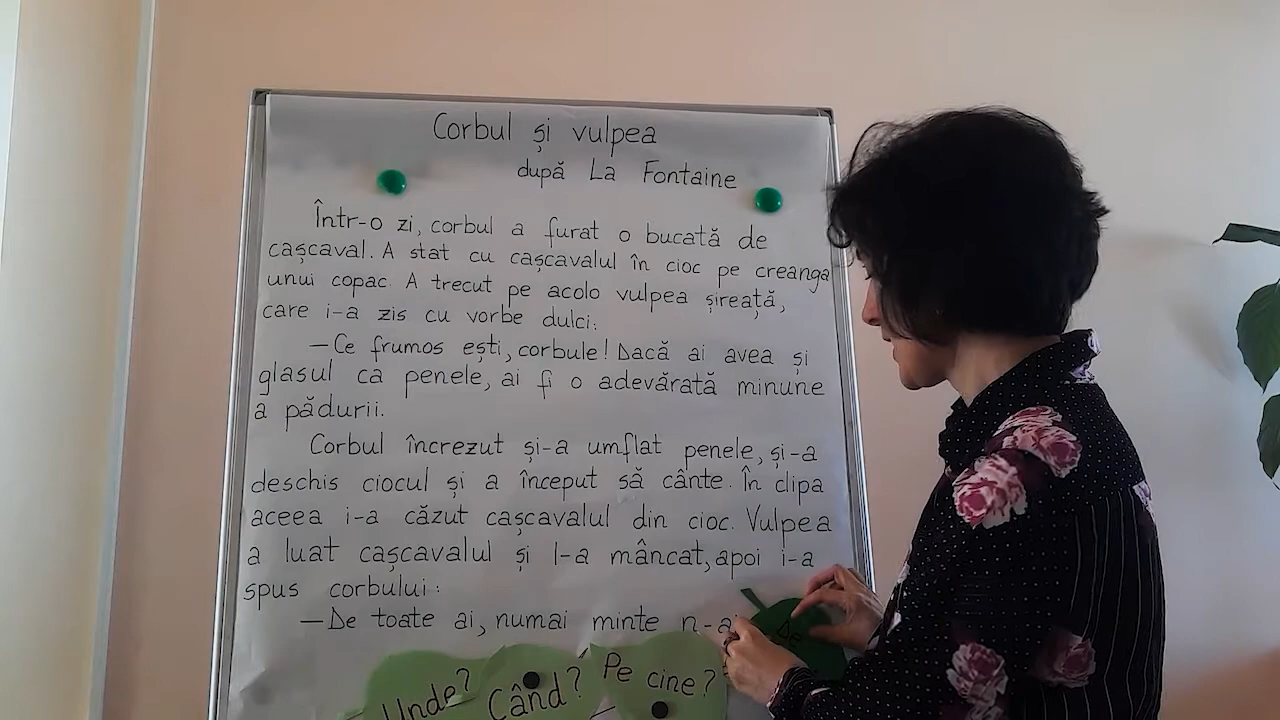 Corbul și vulpea
după La Fontaine
Într-o zi, corbul a furat o bucată de
cașcaval. A stat cu cașcavalul în cioc pe creanga
unui copac. A trecut pe acolo vulpea șireată,
care i-a zis cu vorbe dulci:
—Ce frumos ești, corbule! Dacă ai avea și
glasul ca penele, ai fi o adevărată minune
a pădurii.
Corbul încrezut și-a umflat penele, și-a
deschis ciocul și a început să cânte. În clipa
aceea i-a căzut cașcavalul din cioc. Vulpea
a luat cașcavalul și l-a mâncat, apoi i-a
spus corbului:
—De toate ai, numai minte n-ai
Unde? Când? Pe cine? De